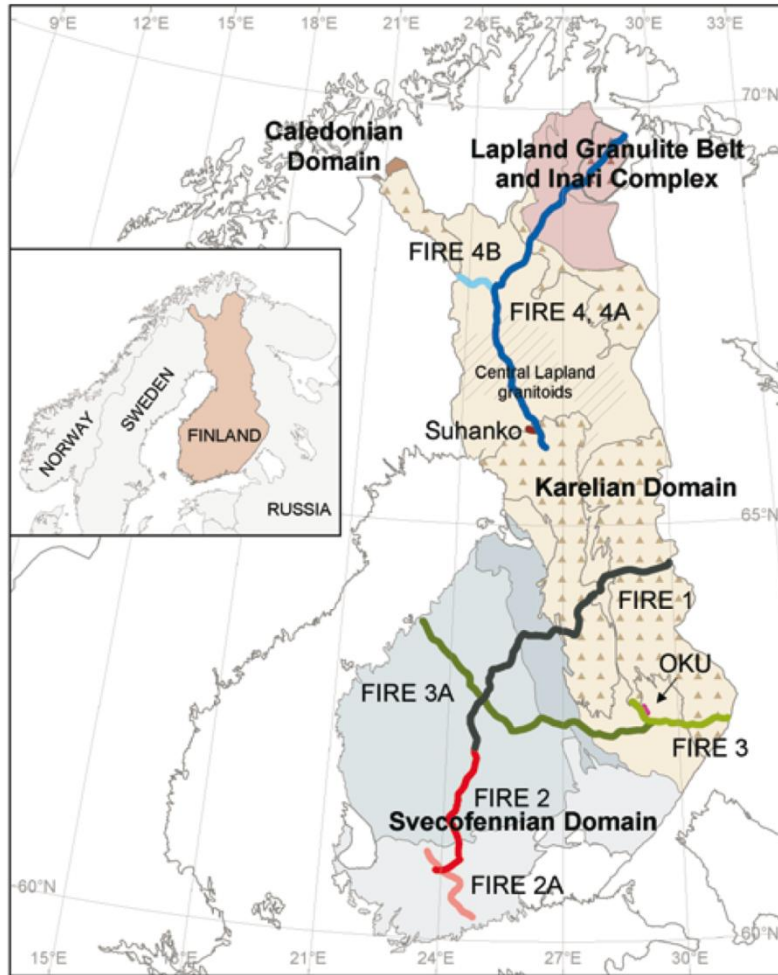 9°E 12°E 15°E 18°E 21°E 24°E 27°E 30°E 33°E
70°N
Caledonian
Domain
Lapland Granulite Belt
and Inari Complex
FIRE 4B
FIRE 4, 4A
Central Lapland
granitoids
Suhanko
Karelian Domain
NORWAY
SWEDEN
FINLAND
RUSSIA
65°N
FIRE 1
OKU
FIRE 3A
FIRE 3
FIRE 2
Svecofennian Domain
FIRE 2A
60°N
60°N
15°E 18°E 21°E 24°E 27°E 30°E